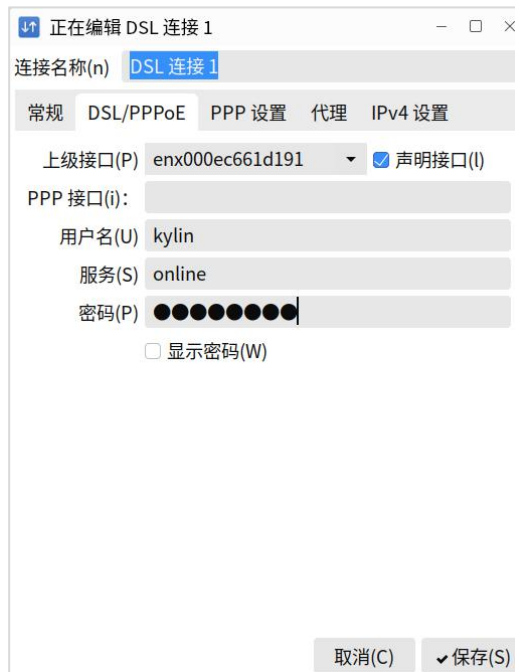 正在编辑 DSL 连接 1
连接名称(n) DSL 连接 1
常规 DSL/PPPoE PPP 设置 代理 IPv4 设置
上级接口(P) enx000ec661d191 声明接口(l)
PPP 接口(i):
用户名(U) kylin
服务(S) online
密码(P) ●●●●●●●●
显示密码(W)
取消(C) 保存(S)